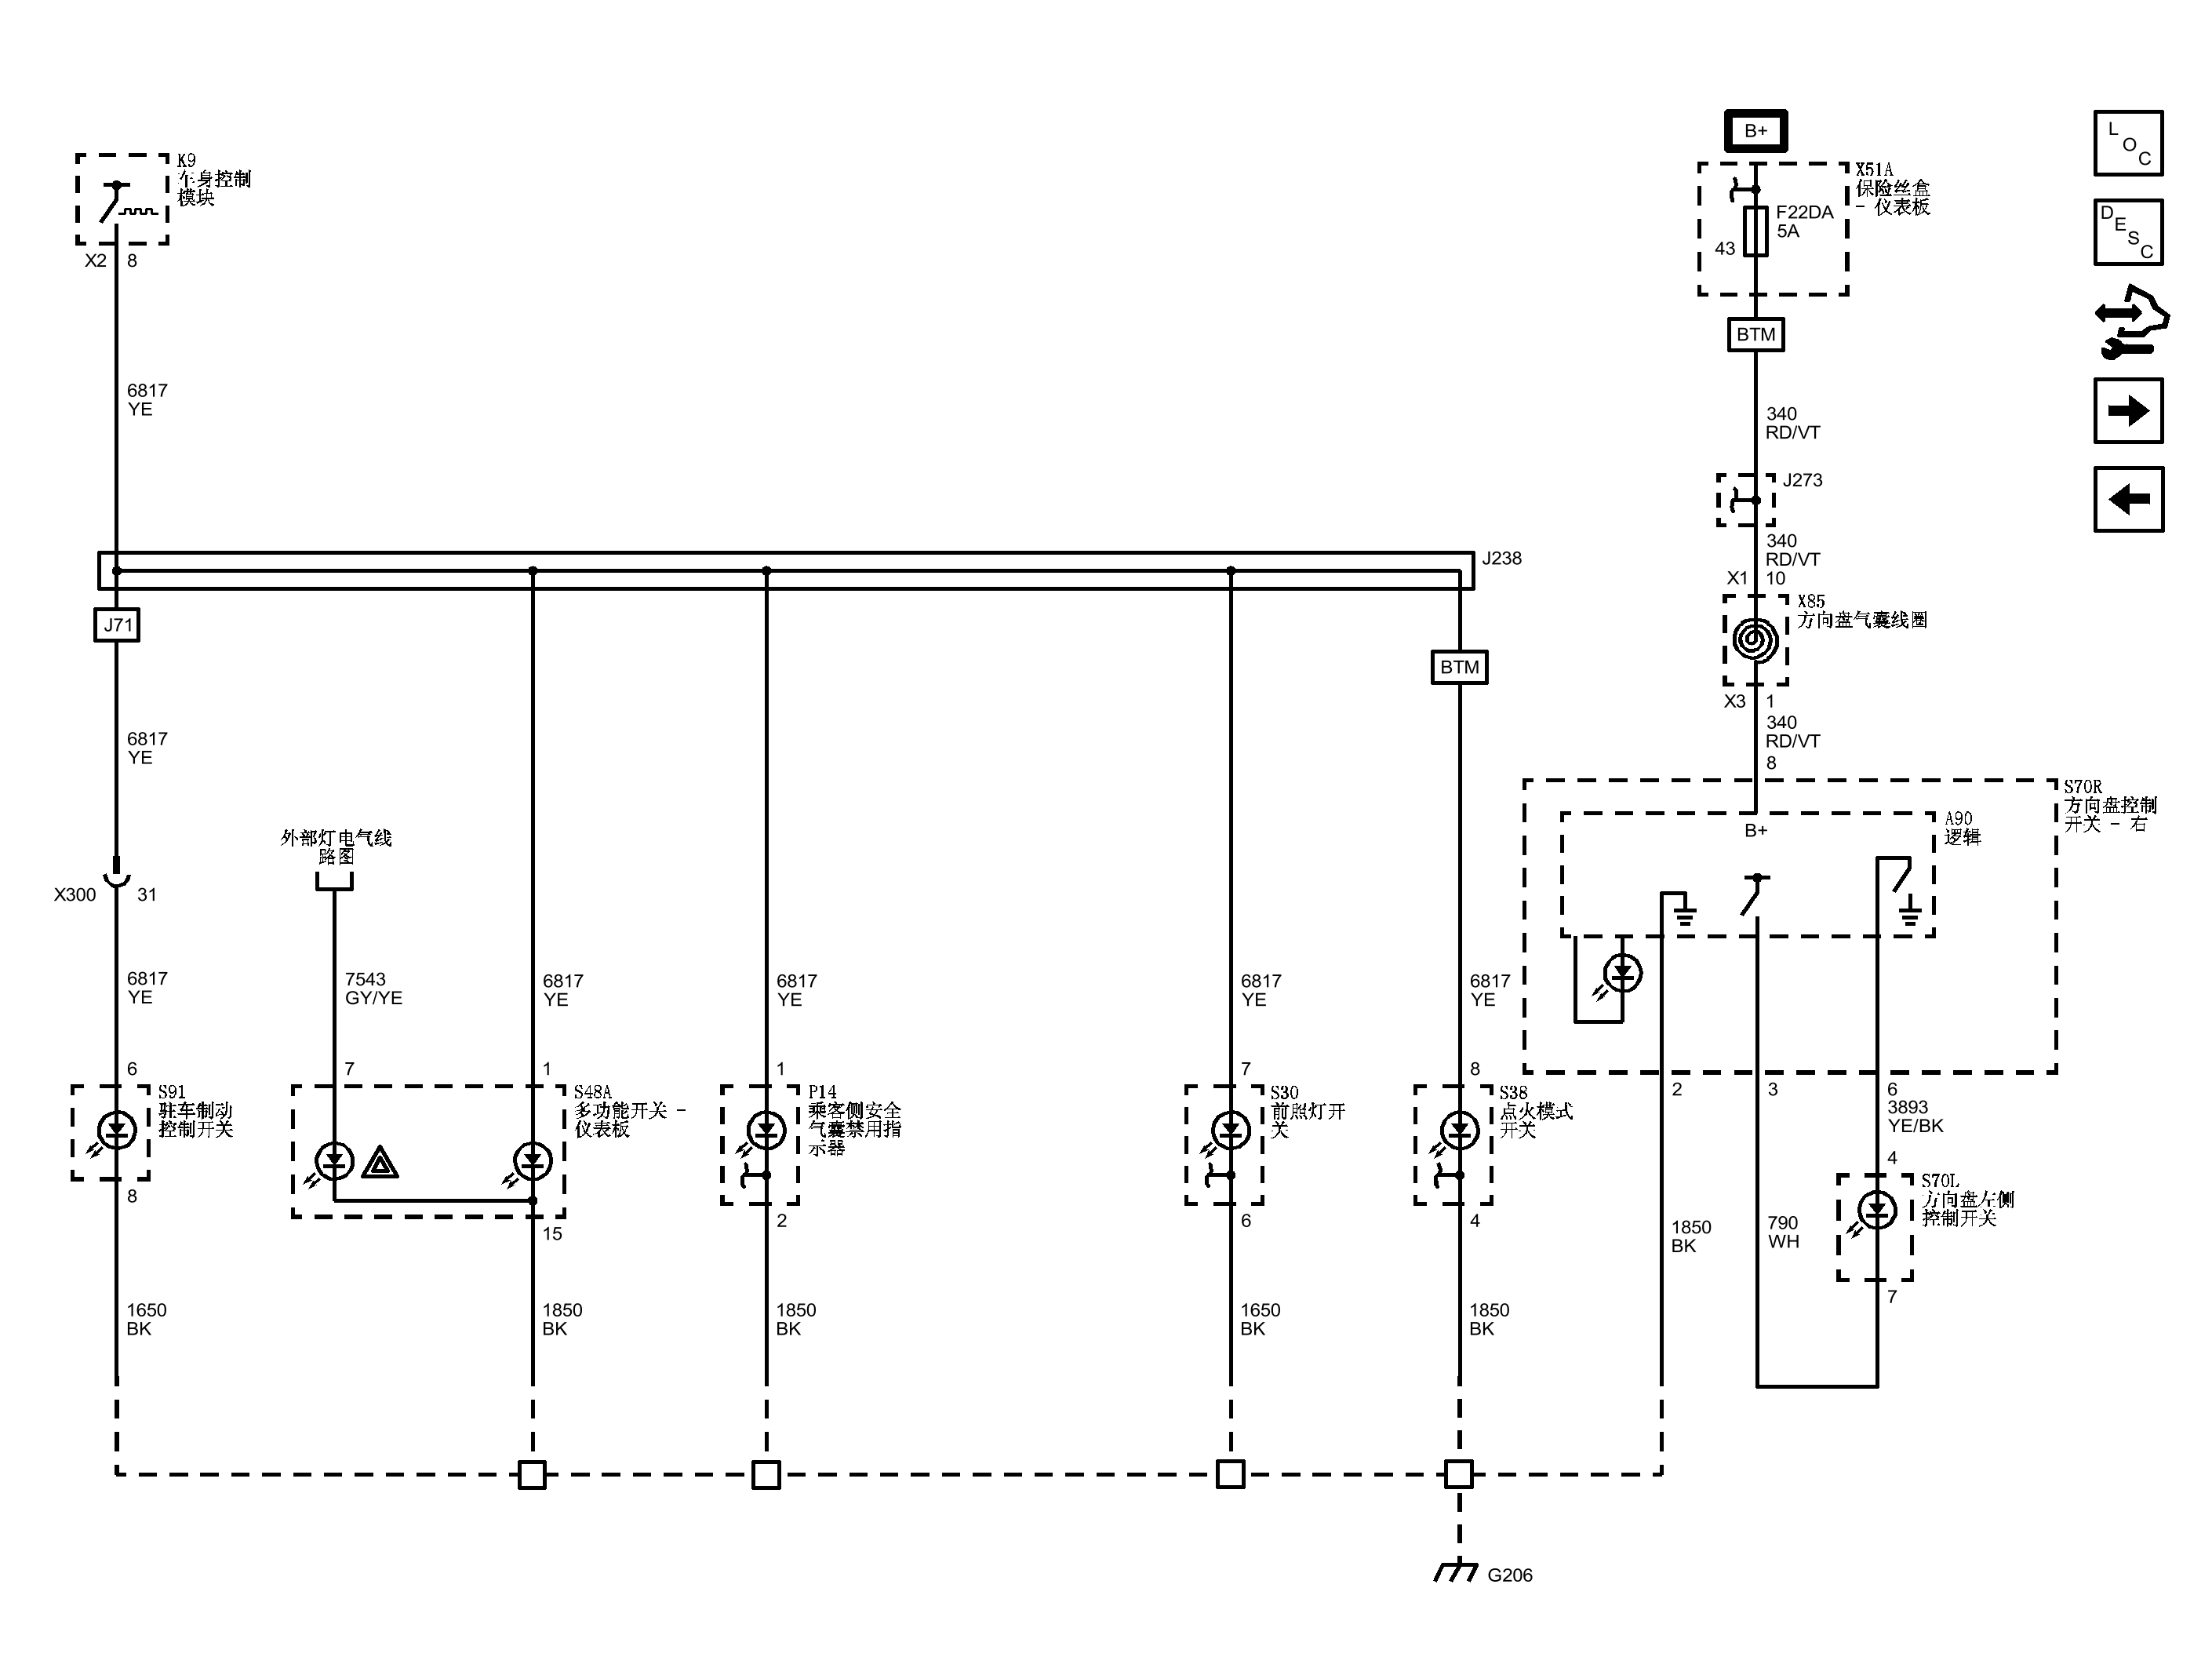 K9
车身控制
模块
X2 8
6817
YE
J238
J71
6817
YE
X300 31
6817
YE
6
S91
驻车制动
控制开关
8
1650
BK
外部灯电气线
路图
7543
GY/YE
7
6817
YE
1
S48A
多功能开关 -
仪表板
15
1850
BK
6817
YE
1
P14
乘客侧安全
气囊禁用指
示器
2
1850
BK
6817
YE
7
S30
前照灯开
关
6
1650
BK
BTM
6817
YE
8
S38
点火模式
开关
4
1850
BK
G206
B+
X51A
保险丝盒
- 仪表板
F22DA
5A
43
BTM
340
RD/VT
J273
340
RD/VT
X1 10
X85
方向盘气囊线圈
X3 1
340
RD/VT
8
S70R
方向盘控制
开关 - 右
A90
逻辑
B+
2
3
6
3893
YE/BK
4
S70L
方向盘左侧
控制开关
7
1850
BK
790
WH
LOC
DESC